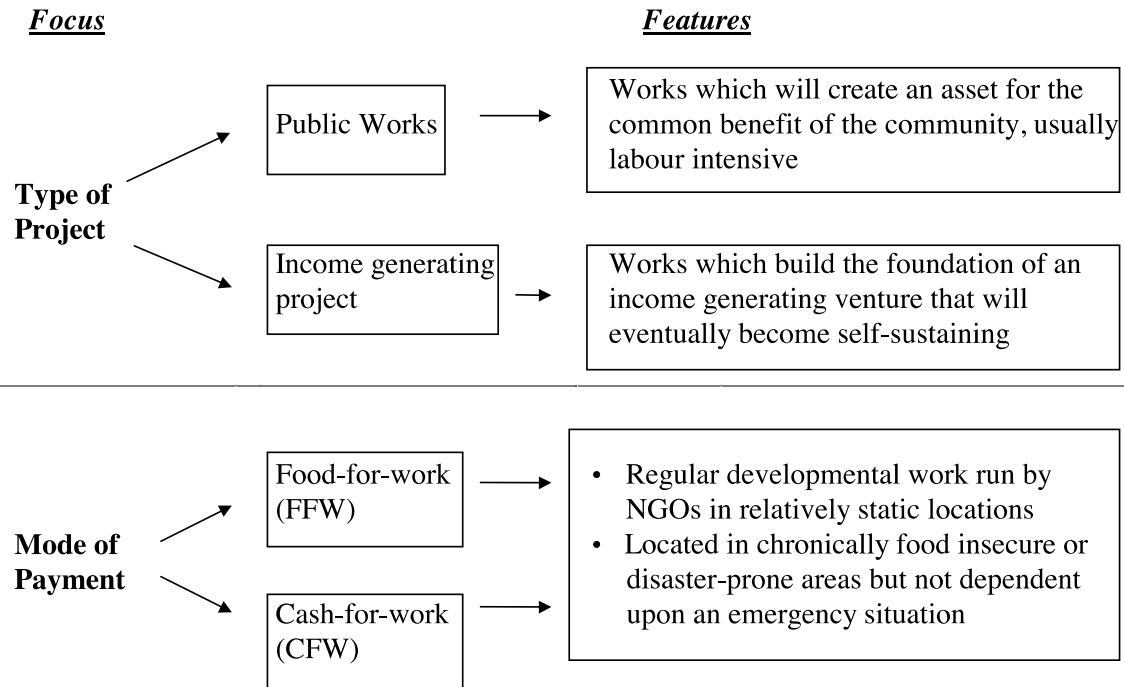 Focus
Features
Type of
Project
Public Works
Works which will create an asset for the
common benefit of the community, usually
labour intensive
Income generating
project
Works which build the foundation of an
income generating venture that will
eventually become self-sustaining
Mode of
Payment
Food-for-work
(FFW)
Cash-for-work
(CFW)
• Regular developmental work run by
NGOs in relatively static locations
• Located in chronically food insecure or
disaster-prone areas but not dependent
upon an emergency situation